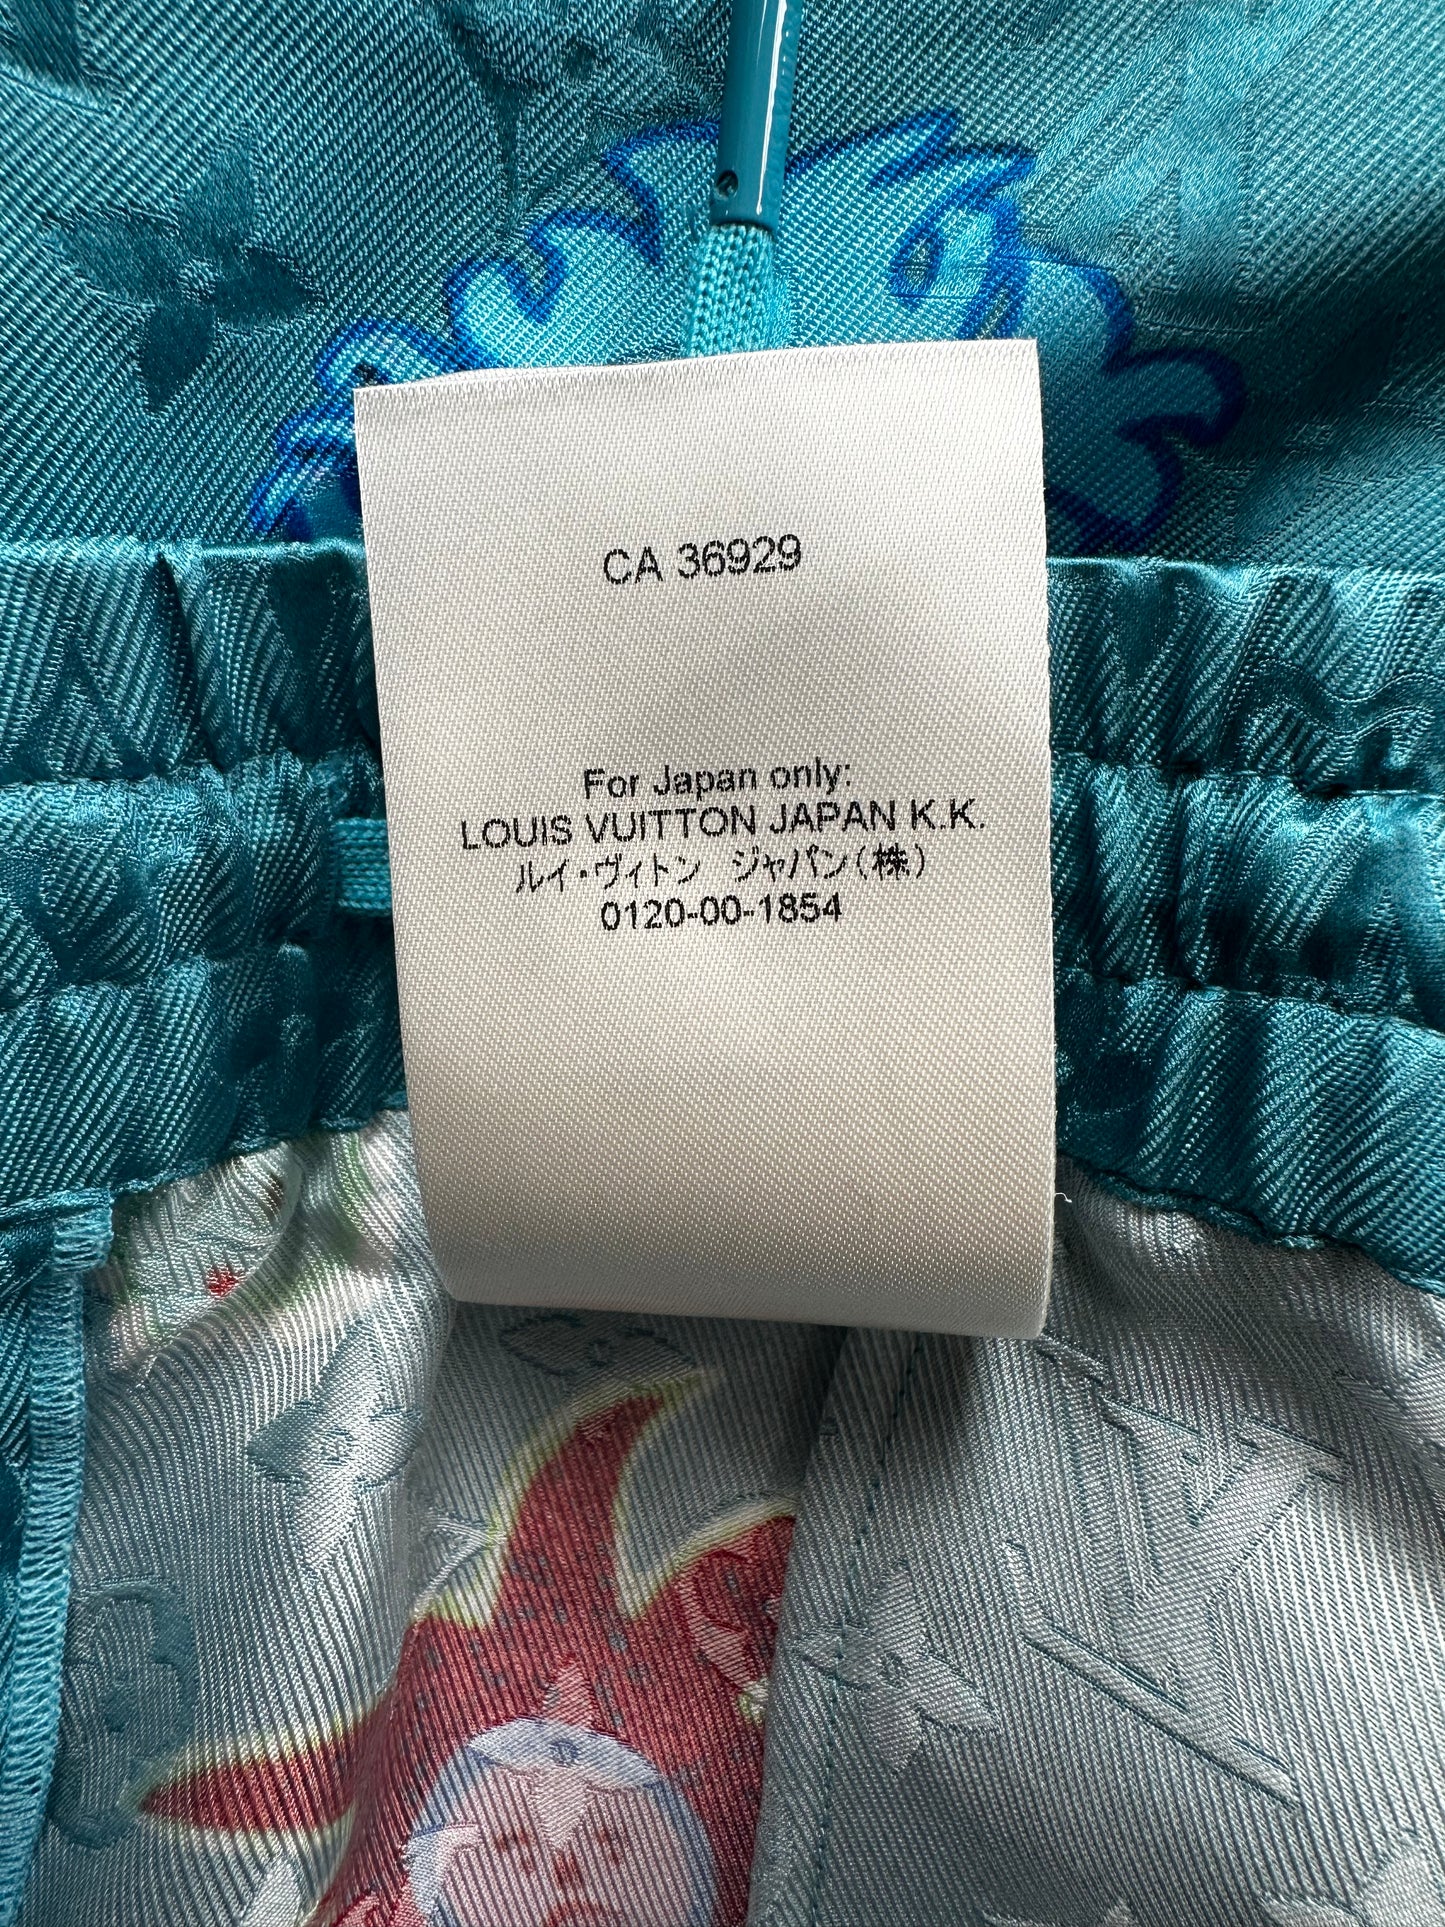 CA 36929
For Japan only:
LOUIS VUITTON JAPAN K.K.
ルイ・ヴィトン ジャパン(株)
0120-00-1854
LV